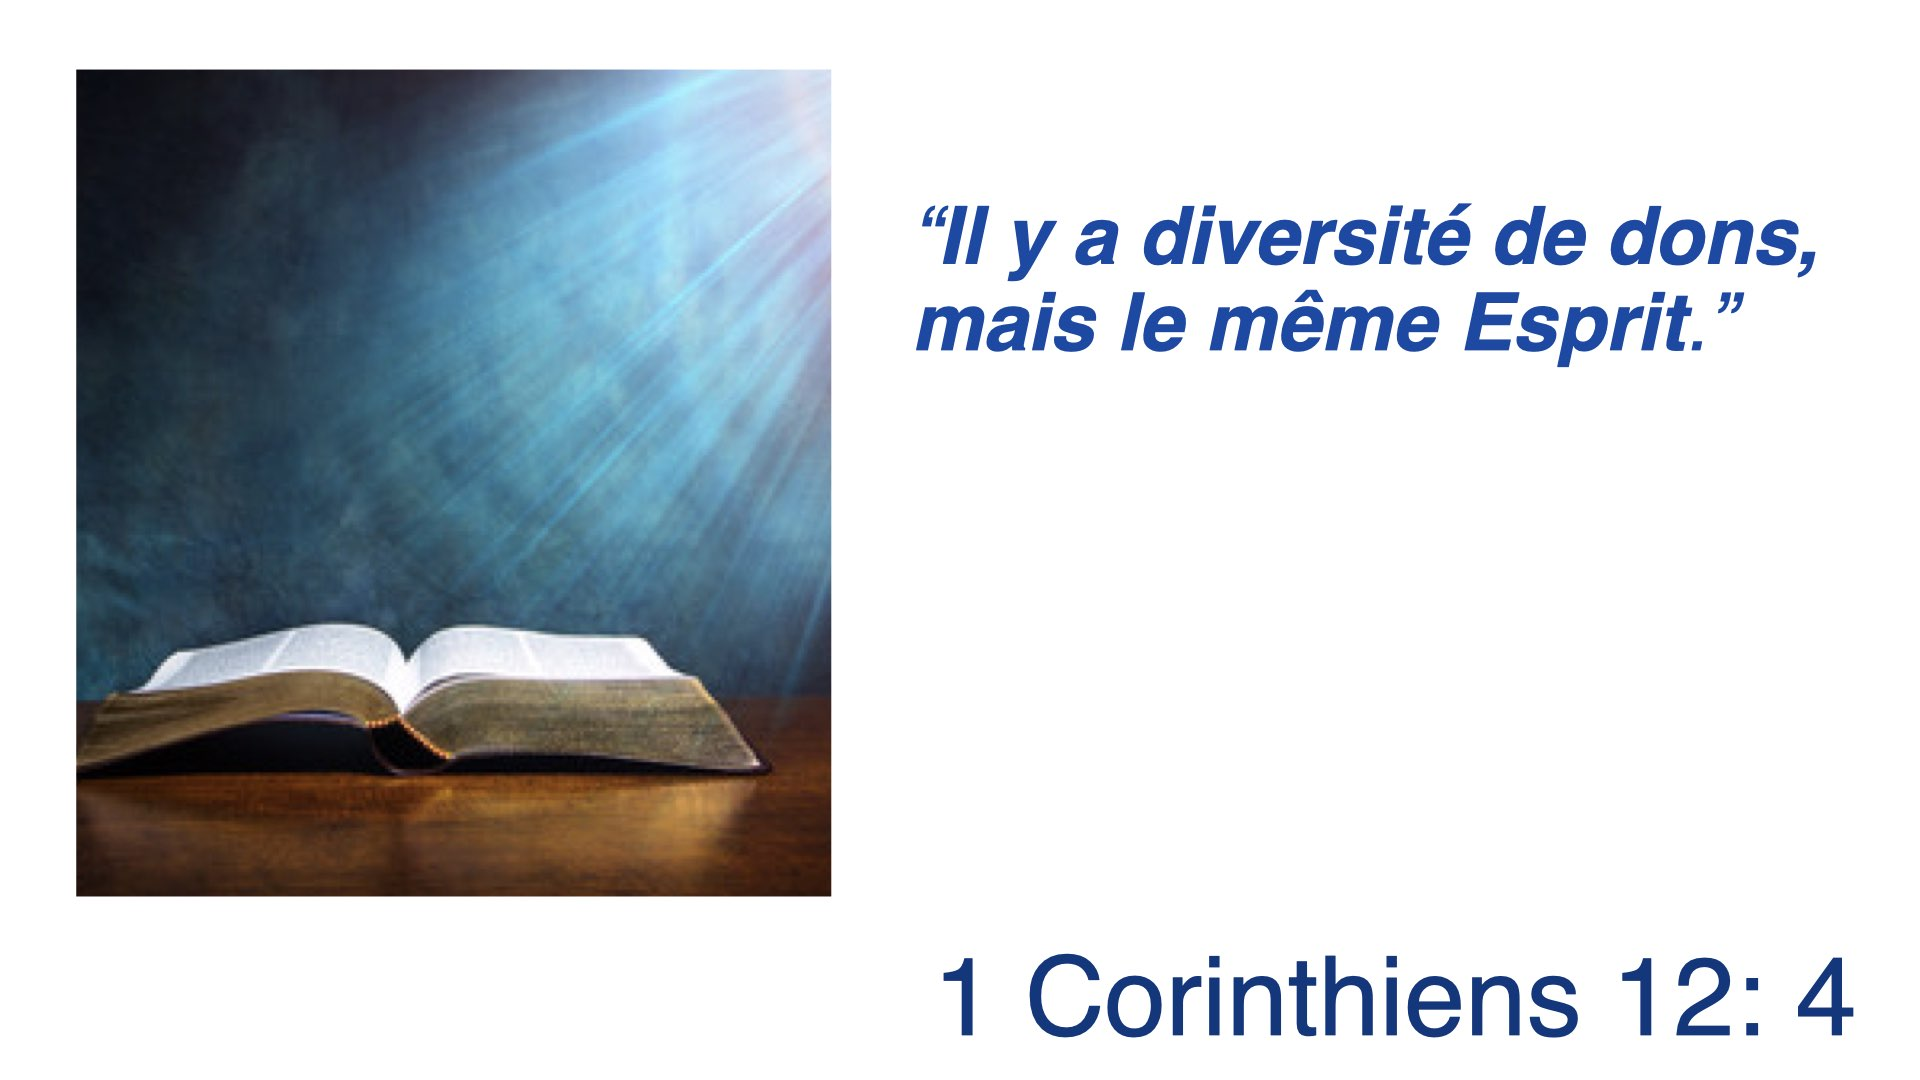 “Il y a diversité de dons,
mais le même Esprit.”
1 Corinthiens 12: 4